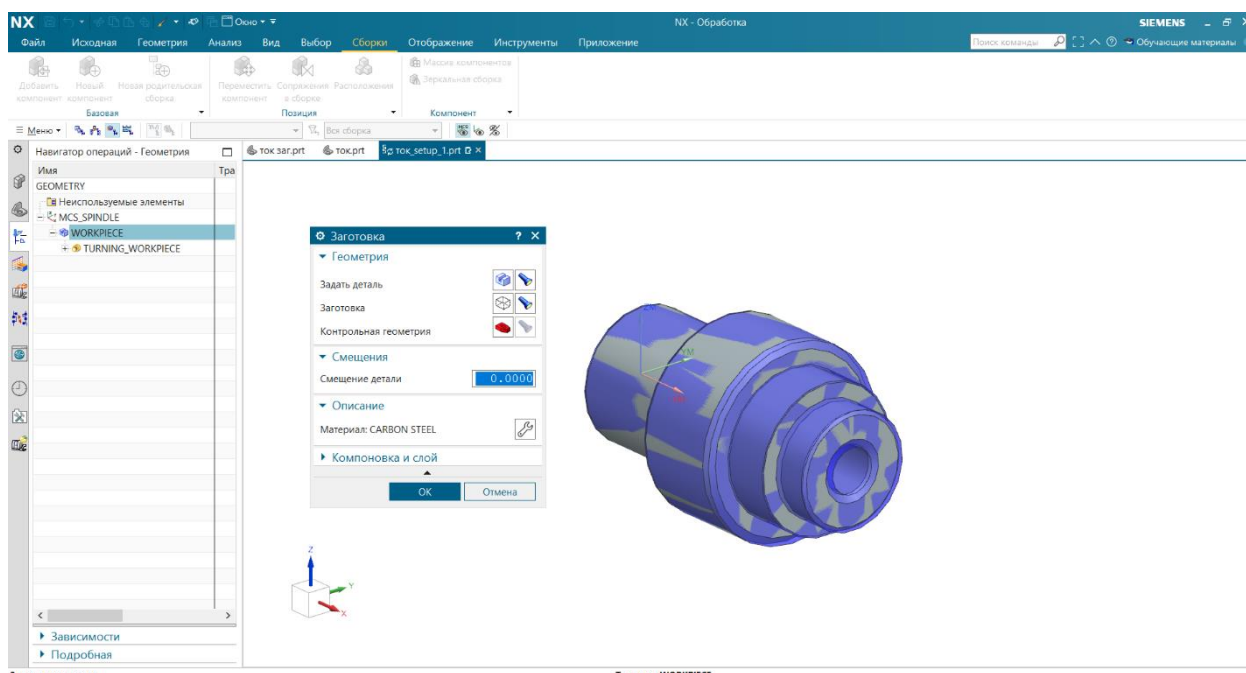 NX Окно NX - Обработка SIEMENS
Файл Исходная Геометрия Анализ Вид Выбор Сборки Отображение Инструменты Приложение Поиск команды Обучающие материалы
Добавить компонент Новый компонент Новая родительская сборка Переместить компонент Сопряжения в сборке Расположения Массив компонентов
Зеркальная сборка
Базовая Позиция Компонент
Меню Вся сборка
Навигатор операций - Геометрия ток заг.prt ток.prt ток_setup_1.prt
Имя Тра
GEOMETRY
Неиспользуемые элементы
MCS_SPINDLE
WORKPIECE
TURNING_WORKPIECE
Заготовка ? X
Геометрия
Задать деталь
Заготовка
Контрольная геометрия
Смещения
Смещение детали 0.0000
Описание
Материал: CARBON STEEL
Компоновка и слой
ОК Отмена
ZM
YM
Z
Y
X
Зависимости
Подробная